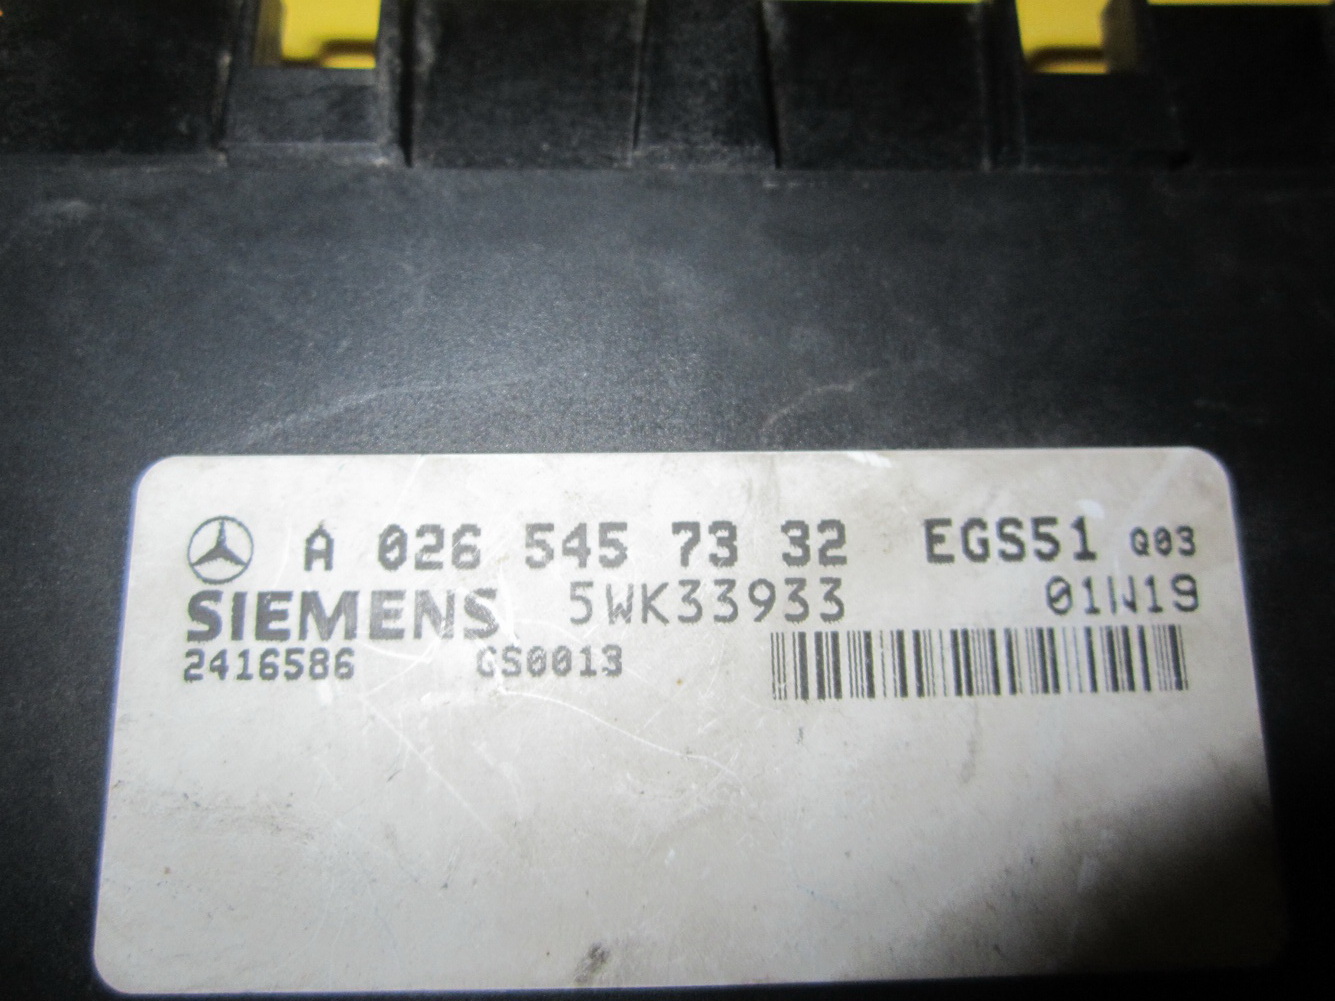 A 026 545 73 32 EGS51 Q03
SIEMENS 5WK33933 01W19
2416586 GS0013